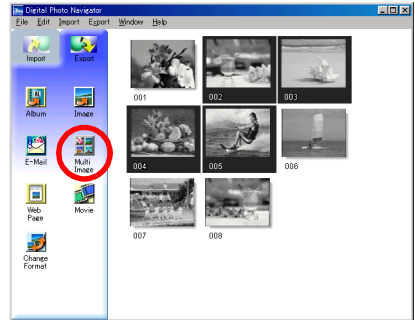 Digital Photo Navigator
File Edit Import Export Window Help
Import Export
001 002 003
Album Image
E-Mail Multi Image
004 005 006
Web Page Movie
007 008
Change Format